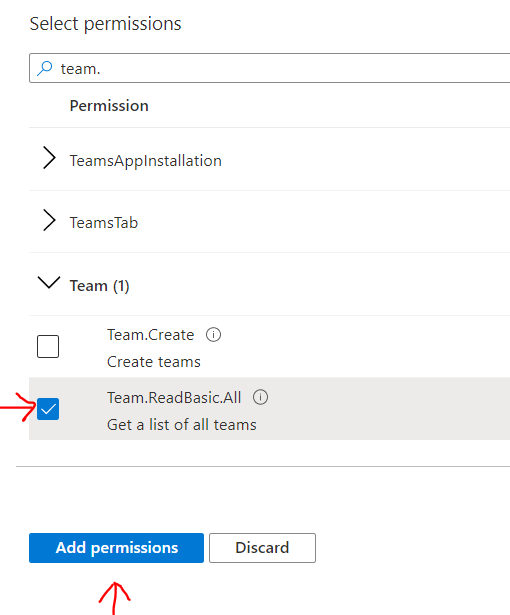 Select permissions
team.
Permission
TeamsAppInstallation
TeamsTab
Team (1)
Team.Create
Create teams
Team.ReadBasic.All
Get a list of all teams
Add permissions Discard